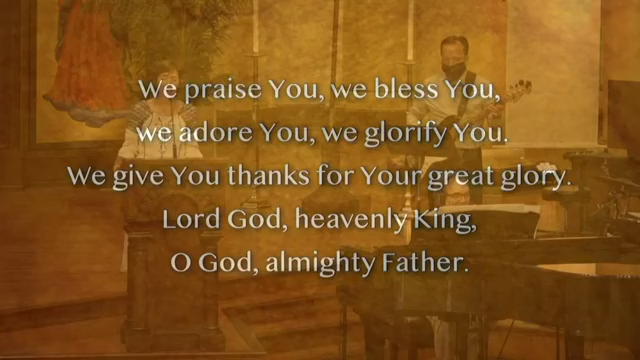 We praise You, we bless You,
we adore You, we glorify You.
We give You thanks for Your great glory.
Lord God, heavenly King,
O God, almighty Father.